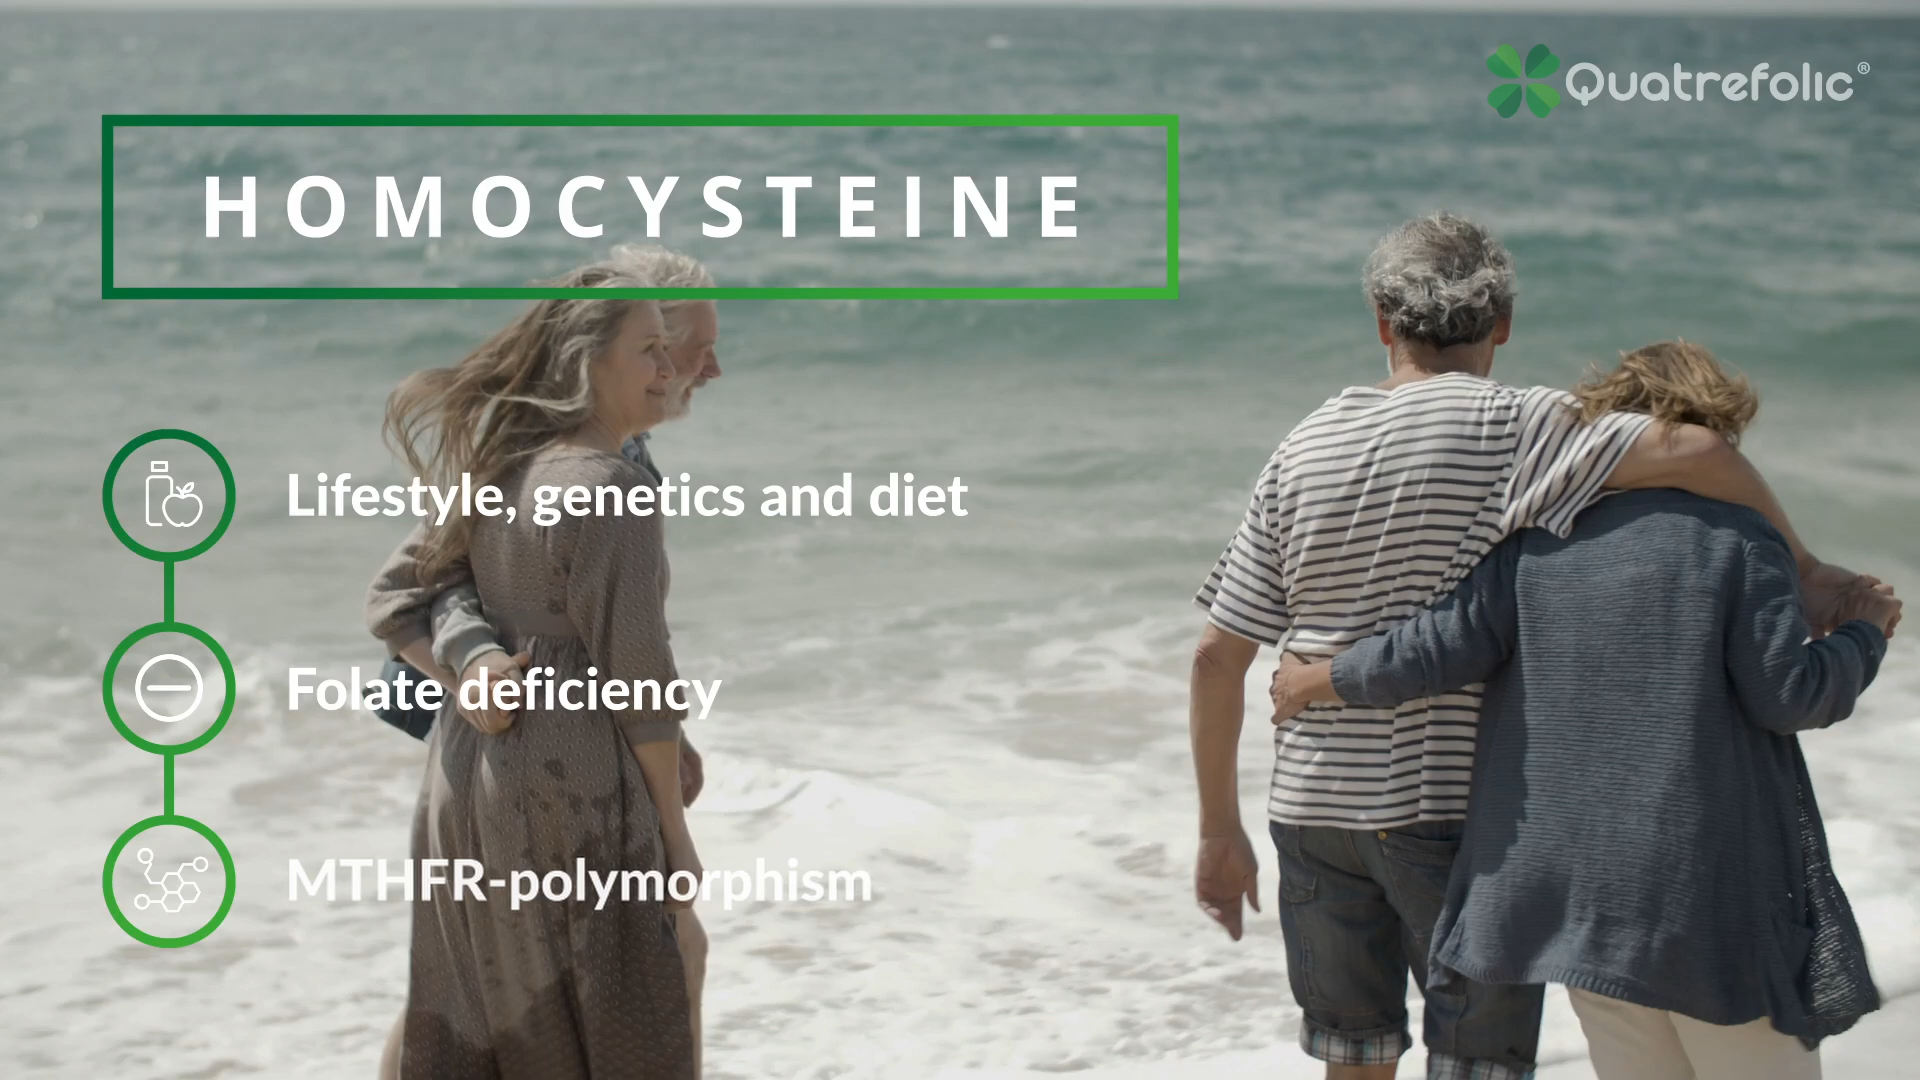 Quatrefolic®
HOMOCYSTEINE
Lifestyle, genetics and diet
Folate deficiency
MTHFR-polymorphism